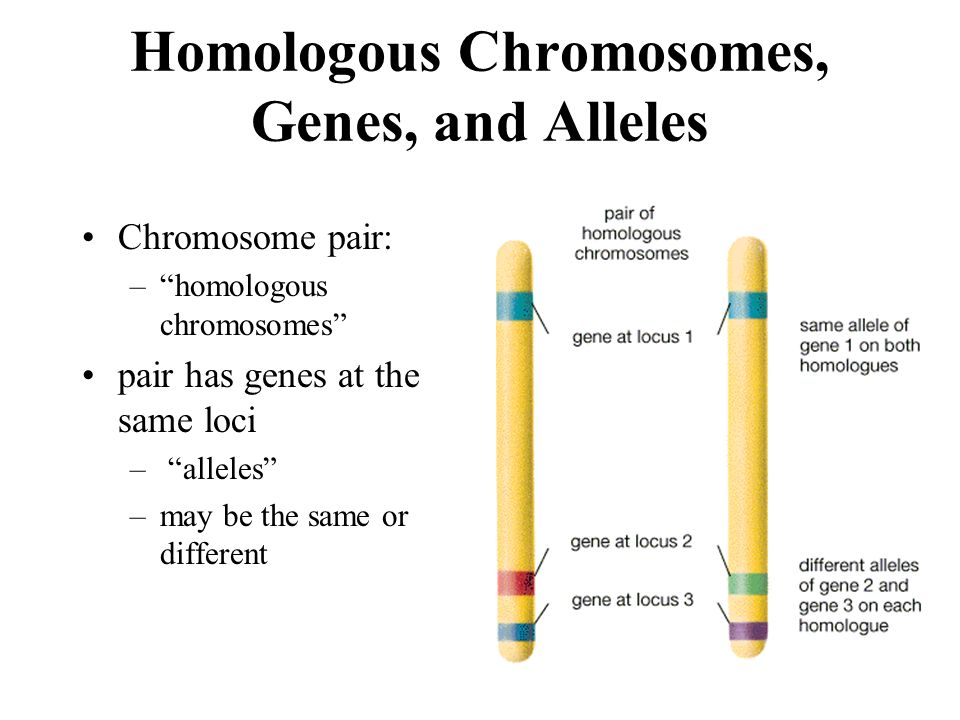 Homologous Chromosomes,
Genes, and Alleles
• Chromosome pair:
– “homologous
chromosomes”
• pair has genes at the
same loci
– “alleles”
– may be the same or
different
pair of
homologous
chromosomes
gene at locus 1
same allele of
gene 1 on both
homologues
gene at locus 2
gene at locus 3
different alleles
of gene 2 and
gene 3 on each
homologue